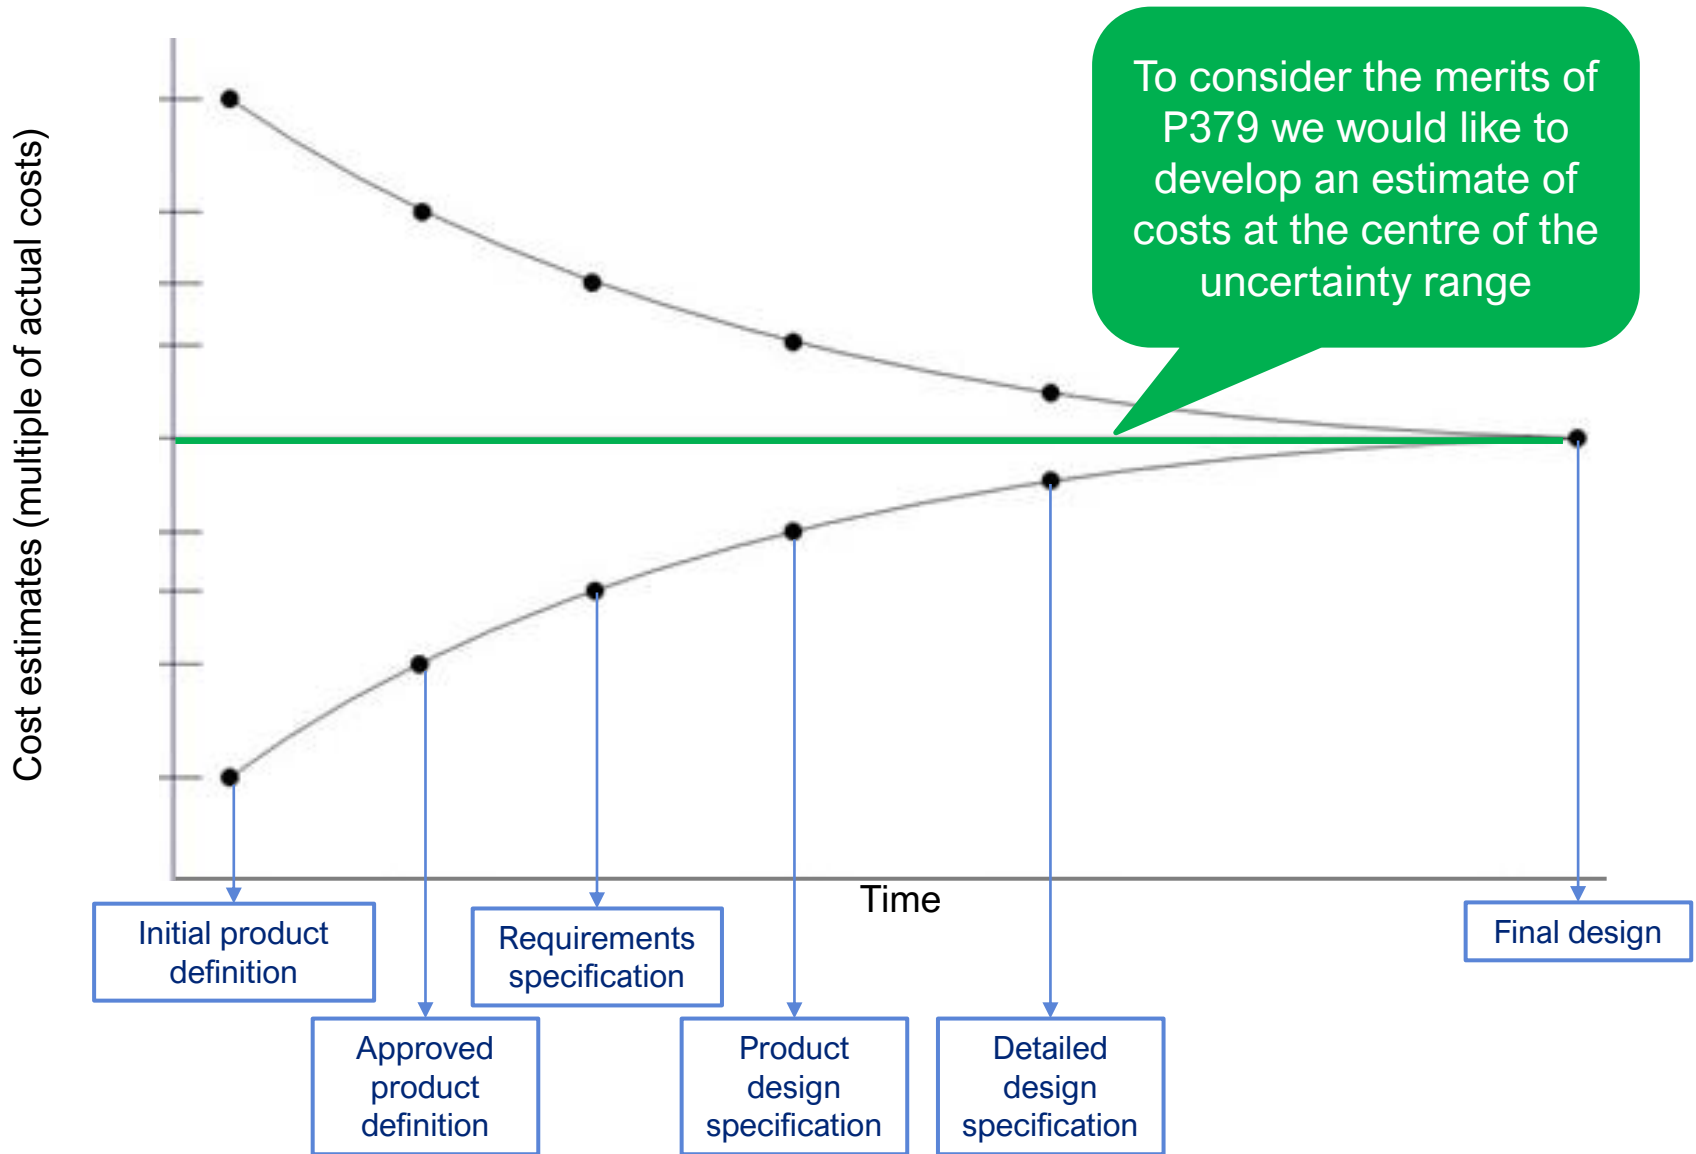 To consider the merits of
P379 we would like to
develop an estimate of
costs at the centre of the
uncertainty range
Cost estimates (multiple of actual costs)
Time
Initial product
definition
Approved
product
definition
Requirements
specification
Product
design
specification
Detailed
design
specification
Final design